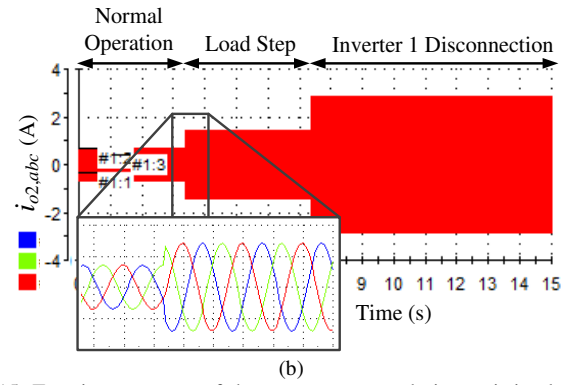 Normal
Operation
Load Step
Inverter 1 Disconnection
4
2
0
-2
-4
i_{o2,abc} (A)
#1:2
#1:3
#1:1
9 10 11 12 13 14 15
Time (s)
(b)